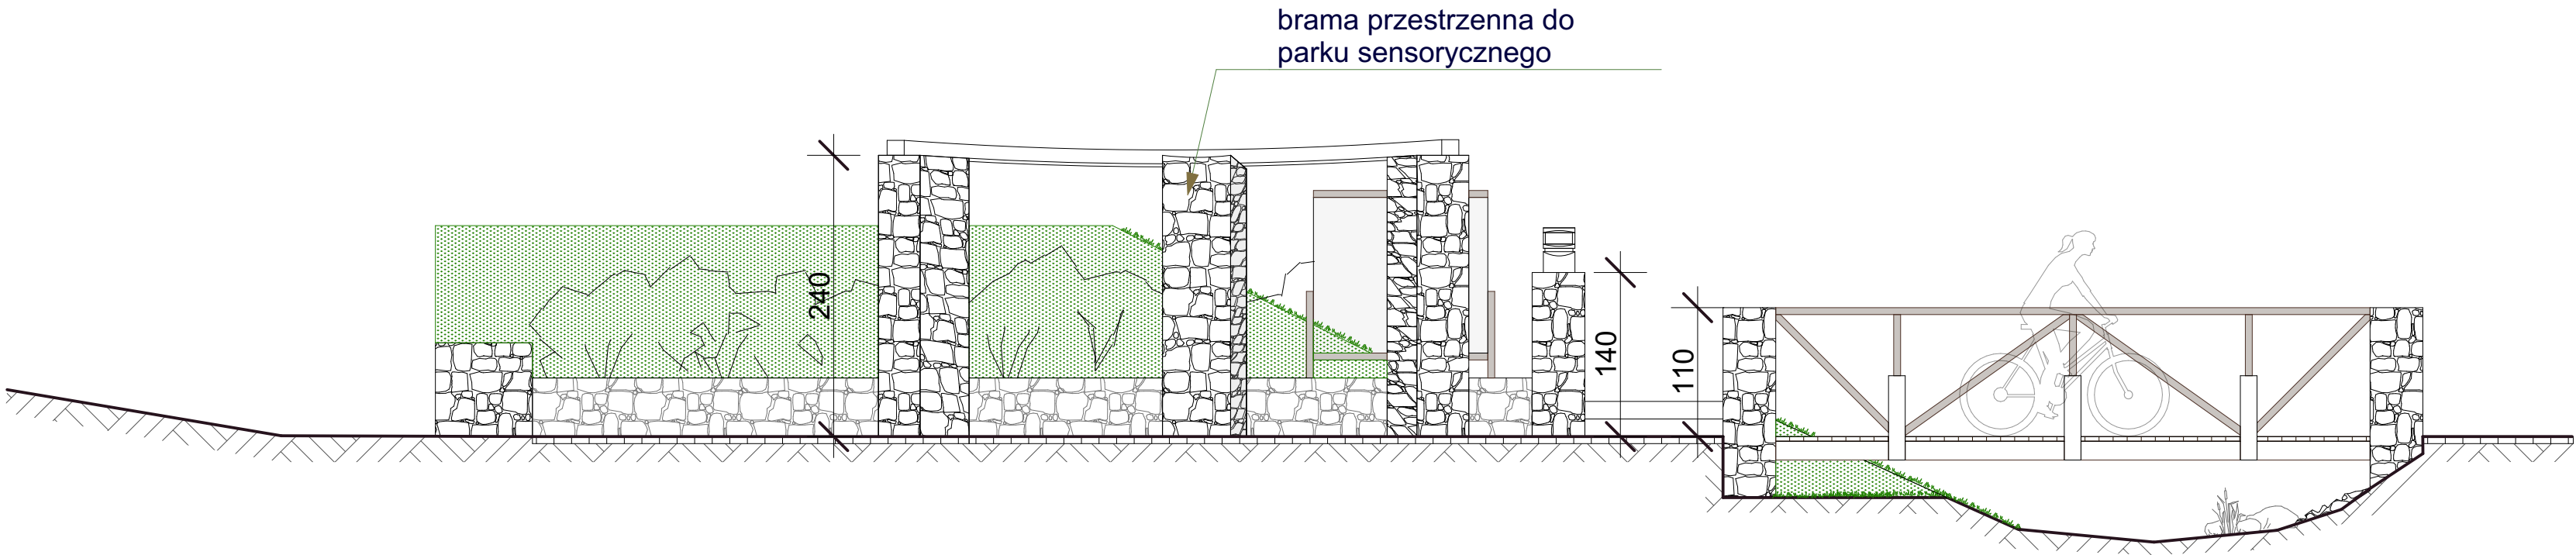 brama przestrzenna do
parku sensorycznego
240
140
110